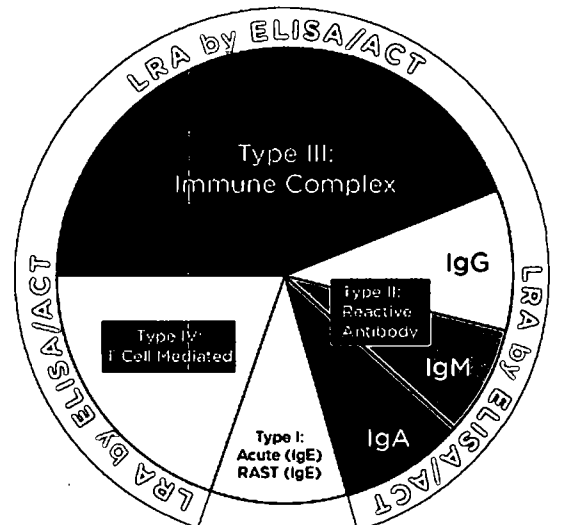 LRA by ELISA/ACT
Type III:
Immune Complex
IgG
Type II:
Reactive
Antibody
IgM
IgA
Type I:
Acute (IgE)
RAST (IgE)
Type IV:
T Cell Mediated
LRA by ELISA/ACT
LRA by ELISA/ACT